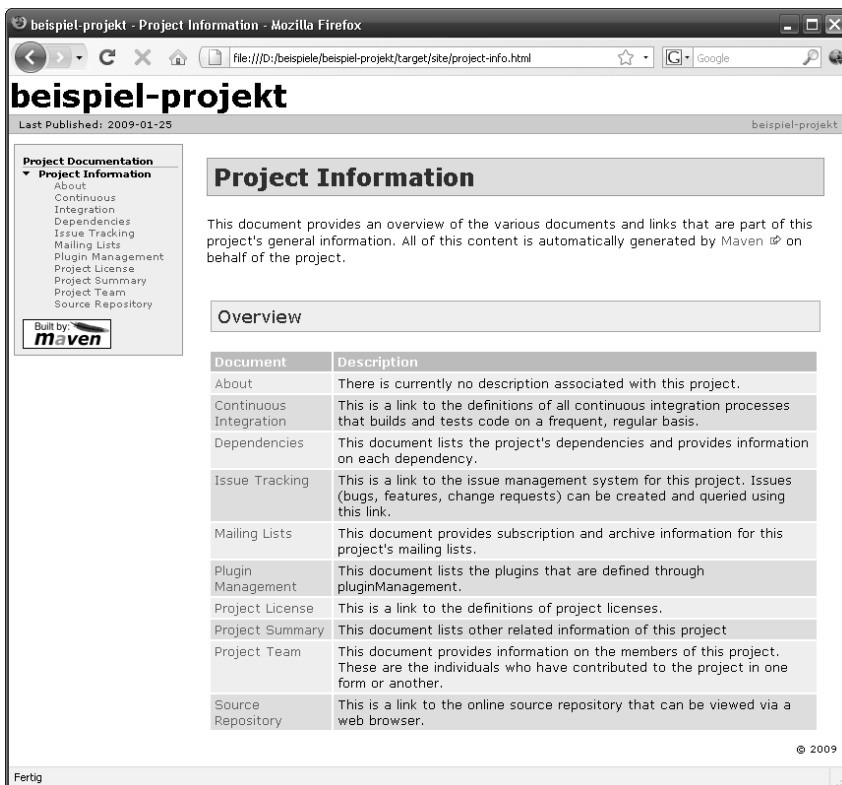 beispiel-projekt - Project Information - Mozilla Firefox
file:///D:/beispiele/beispiel-projekt/target/site/project-info.html
G
Google
beispiel-projekt
Last Published: 2009-01-25
beispiel-projekt
Project Documentation
Project Information
About
Continuous
Integration
Dependencies
Issue Tracking
Mailing Lists
Plugin Management
Project License
Project Summary
Project Team
Source Repository
Built by:
maven
Project Information
This document provides an overview of the various documents and links that are part of this
project's general information. All of this content is automatically generated by Maven on
behalf of the project.
Overview
Document Description
About There is currently no description associated with this project.
Continuous This is a link to the definitions of all continuous integration processes
Integration that builds and tests code on a frequent, regular basis.
Dependencies This document lists the project's dependencies and provides information
on each dependency.
Issue Tracking This is a link to the issue management system for this project. Issues
(bugs, features, change requests) can be created and queried using
this link.
Mailing Lists This document provides subscription and archive information for this
project's mailing lists.
Plugin This document lists the plugins that are defined through
Management pluginManagement.
Project License This is a link to the definitions of project licenses.
Project Summary This document lists other related information of this project
Project Team This document provides information on the members of this project.
These are the individuals who have contributed to the project in one
form or another.
Source This is a link to the online source repository that can be viewed via a
Repository web browser.
© 2009
Fertig